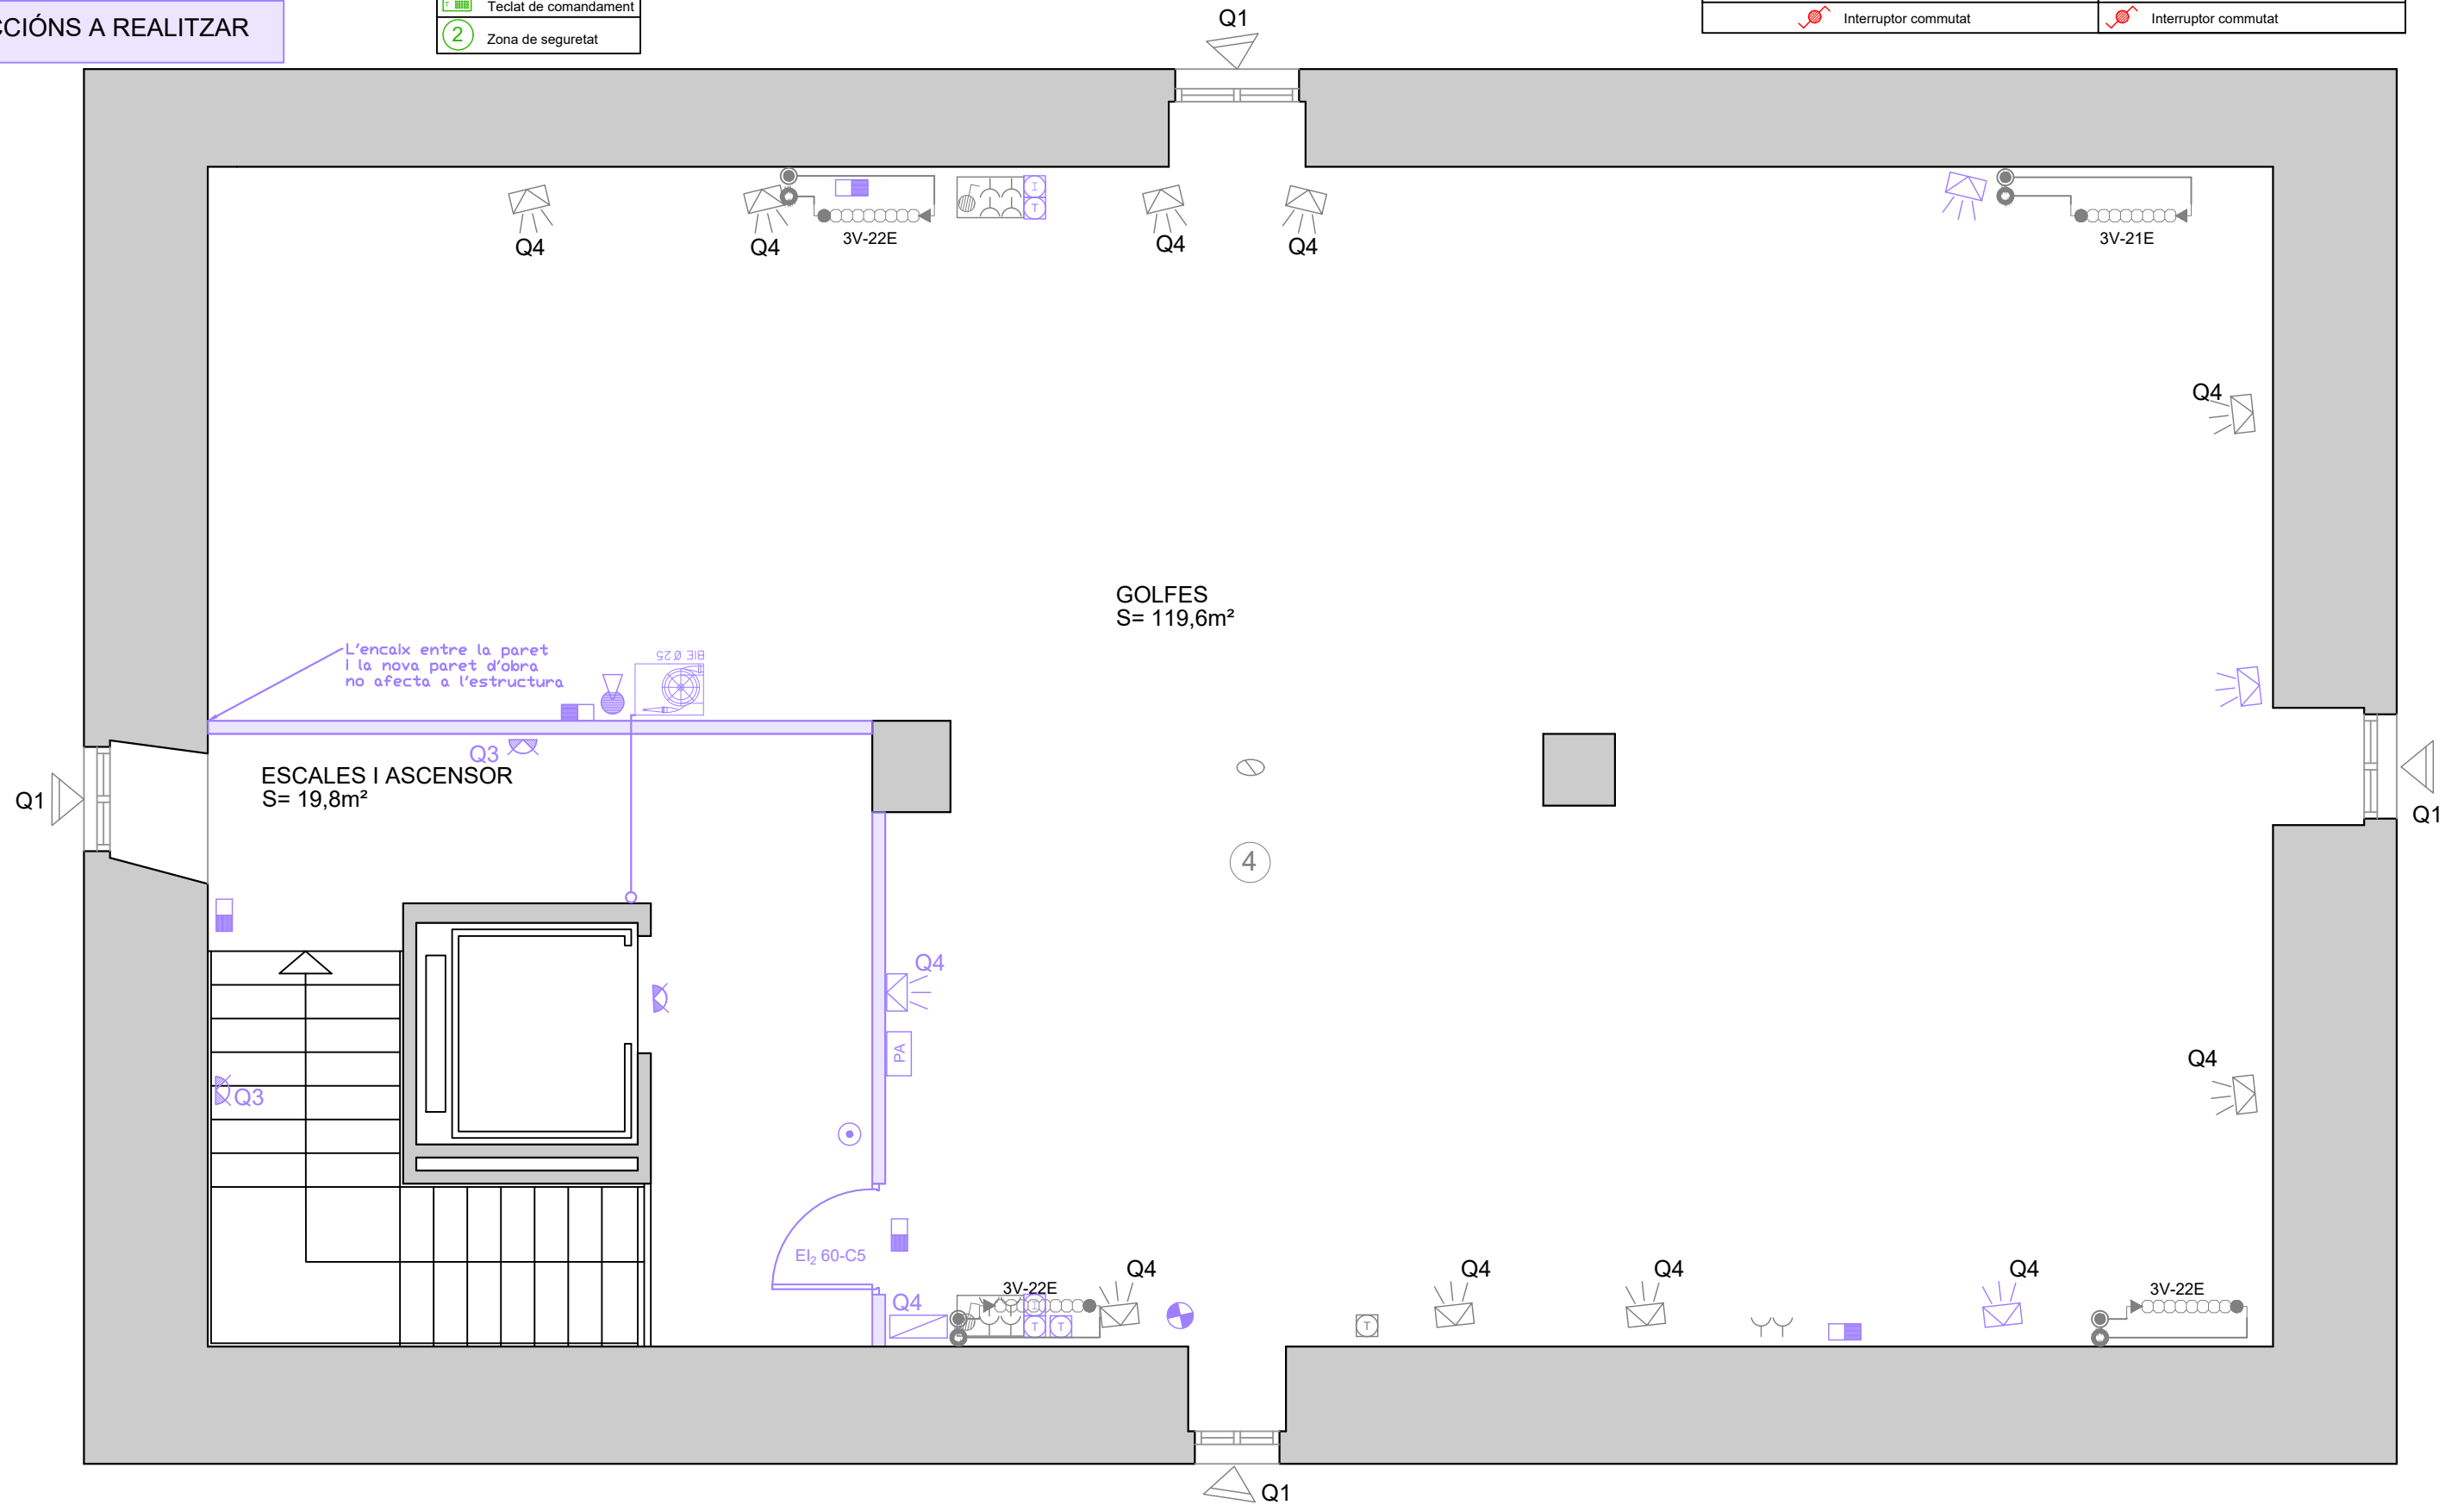 CCIÓNS A REALITZAR
Teclat de comandament
2 Zona de seguretat
Q1
Interruptor commutat
Interruptor commutat
Q4
Q4
3V-22E
I
T
Q4
Q4
3V-21E
Q4
GOLFES
S= 119,6m²
L'encaix entre la paret
i la nova paret d'obra
no afecta a l'estructura
BIE Ø 25
Q3
ESCALES I ASCENSOR
S= 19,8m²
Q1
Q1
4
Q4
PA
Q3
Q4
EI₂ 60-C5
Q4
3V-22E
I
T
T
Q4
T
Q4
Q4
Q4
3V-22E
Q1